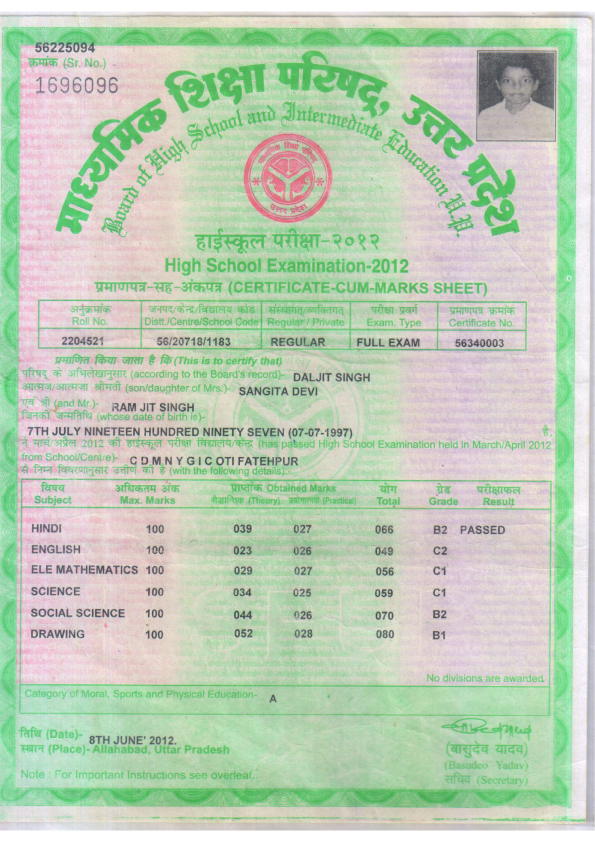 56225094
क्रमांक (Sr. No.) -
1696096
माध्यमिक शिक्षा परिषद्, उत्तर प्रदेश
Board of High School and Intermediate Education U.P.
माध्यमिक शिक्षा परिषद्
उत्तर प्रदेश
हाईस्कूल परीक्षा-२०१२
High School Examination-2012
प्रमाणपत्र-सह-अंकपत्र (CERTIFICATE-CUM-MARKS SHEET)
अनुक्रमांक जनपद/केन्द्र/विद्यालय कोड संस्थागत/व्यक्तिगत परीक्षा प्रवर्ग प्रमाणपत्र क्रमांक
Roll No. Distt./Centre/School Code Regular / Private Exam. Type Certificate No.
2204521 56/20718/1183 REGULAR FULL EXAM 56340003
प्रमाणित किया जाता है कि (This is to certify that)
परिषद् के अभिलेखानुसार (according to the Board's record)- DALJIT SINGH
आत्मज/आत्मजा श्रीमती (son/daughter of Mrs.)- SANGITA DEVI
एवं श्री (and Mr.)- RAM JIT SINGH
जिनकी जन्मतिथि (whose date of birth is)-
7TH JULY NINETEEN HUNDRED NINETY SEVEN (07-07-1997) है,
ने मार्च/अप्रैल 2012 की हाईस्कूल परीक्षा विद्यालय/केन्द्र (has passed High School Examination held in March/April 2012
from School/Centre)- C D M N Y G I C OTI FATEHPUR
से निम्न विवरणानुसार उत्तीर्ण की है (with the following details):-
विषय अधिकतम अंक प्राप्तांक Obtained Marks योग ग्रेड परीक्षाफल
Subject Max. Marks सैद्धान्तिक (Theory) प्रयोगात्मक (Practical) Total Grade Result
HINDI 100 039 027 066 B2 PASSED
ENGLISH 100 023 026 049 C2
ELE MATHEMATICS 100 029 027 056 C1
SCIENCE 100 034 025 059 C1
SOCIAL SCIENCE 100 044 026 070 B2
DRAWING 100 052 028 080 B1
No divisions are awarded.
Category of Moral, Sports and Physical Education- A
तिथि (Date)- 8TH JUNE' 2012.
स्थान (Place)- Allahabad, Uttar Pradesh
(बासुदेव यादव)
(Basudeo Yadav)
सचिव (Secretary)
Note : For Important Instructions see overleaf..